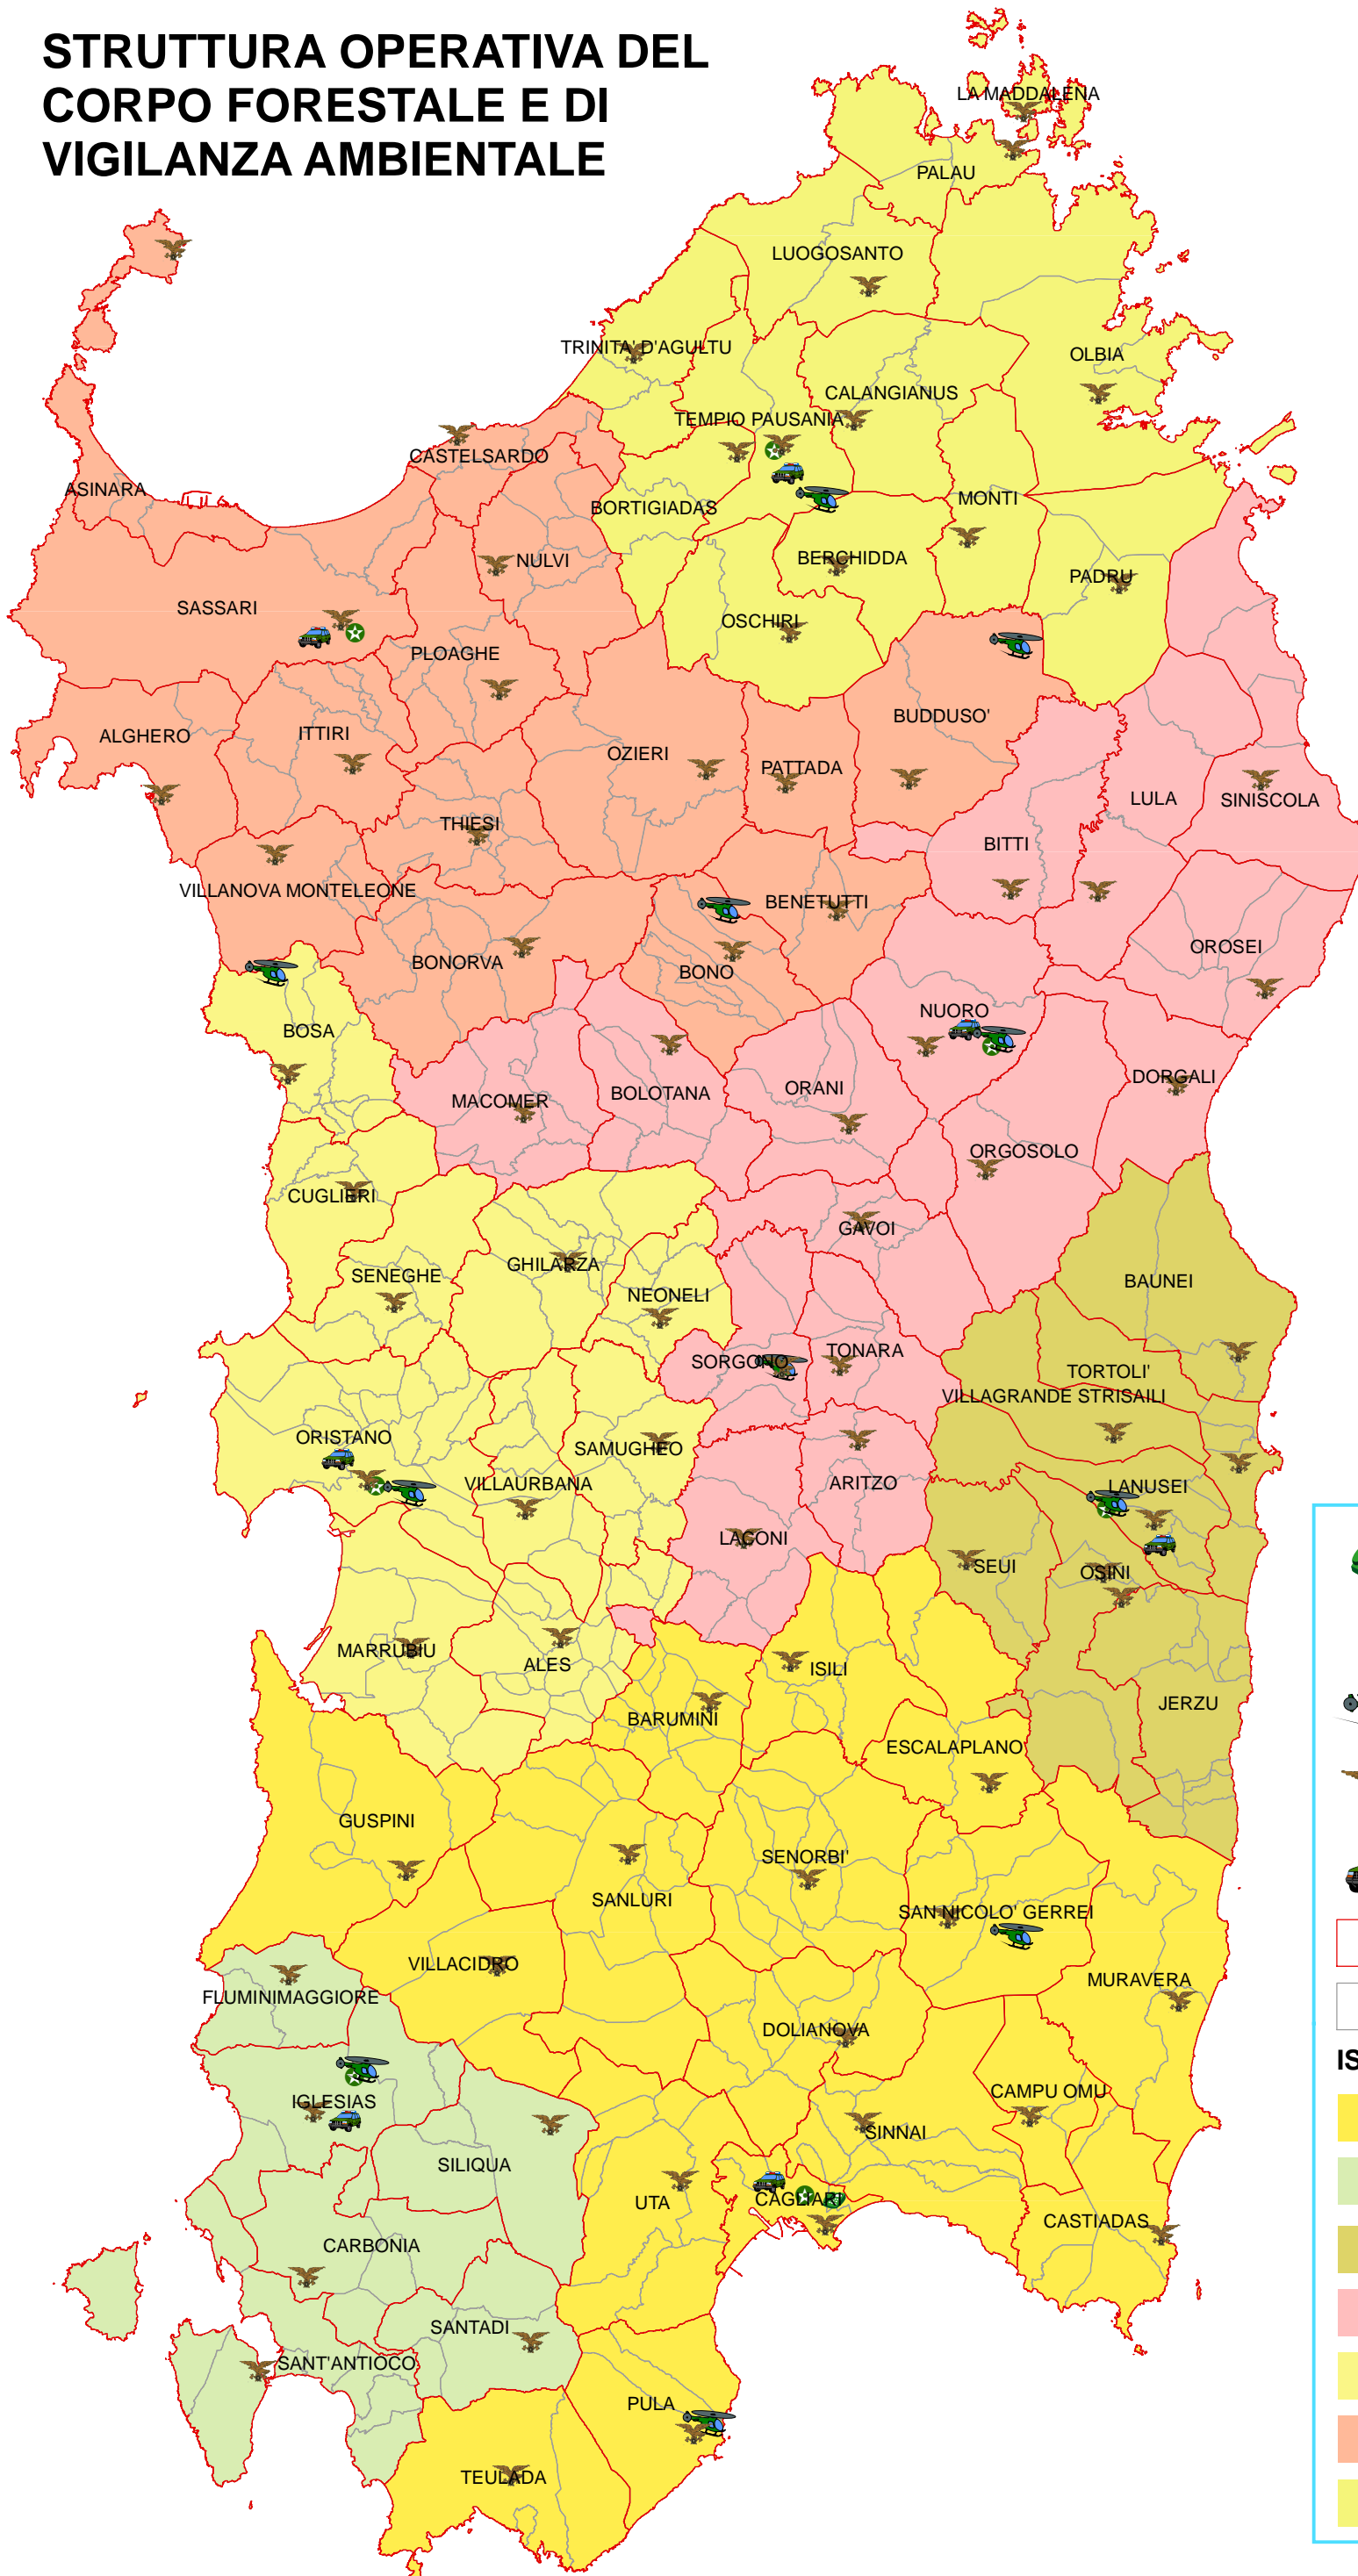 STRUTTURA OPERATIVA DEL
CORPO FORESTALE E DI
VIGILANZA AMBIENTALE
LA MADDALENA
PALAU
LUOGOSANTO
TRINITA' D'AGULTU
OLBIA
CALANGIANUS
TEMPIO PAUSANIA
CASTELSARDO
ASINARA
MONTI
BORTIGIADAS
BERCHIDDA
NULVI
PADRU
SASSARI
OSCHIRI
PLOAGHE
BUDDUSO'
ITTIRI
ALGHERO
OZIERI
PATTADA
LULA
SINISCOLA
THIESI
BITTI
VILLANOVA MONTELEONE
BENETUTTI
OROSEI
BONORVA
BONO
NUORO
BOSA
DORGALI
ORANI
BOLOTANA
MACOMER
ORGOSOLO
CUGLIERI
GAVOI
GHILARZA
SENEGHE
BAUNEI
NEONELI
TONARA
SORGONO
TORTOLI'
VILLAGRANDE STRISAILI
ORISTANO
SAMUGHEO
VILLAURBANA
ARITZO
LANUSEI
LACONI
SEUI
OSINI
MARRUBIU
ALES
ISILI
JERZU
BARUMINI
ESCALAPLANO
GUSPINI
SENORBI'
SANLURI
SAN NICOLO' GERREI
VILLACIDRO
MURAVERA
FLUMINIMAGGIORE
DOLIANOVA
IS
CAMPU OMU
IGLESIAS
SINNAI
SILIQUA
CAGLIARI
UTA
CASTIADAS
CARBONIA
SANTADI
SANT'ANTIOCO
PULA
TEULADA